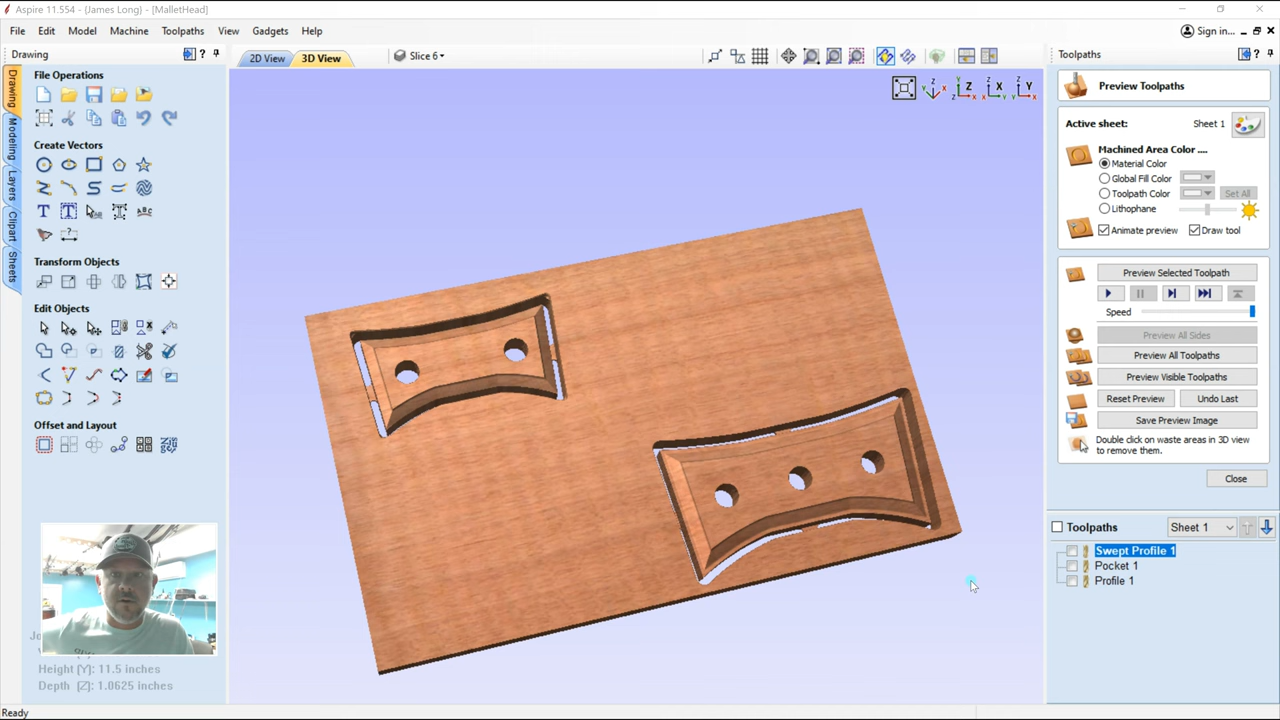 Aspire 11.554 - {James Long} - [MalletHead]
File Edit Model Machine Toolpaths View Gadgets Help
Sign in...
Drawing
2D View 3D View Slice 6
Toolpaths
Drawing
Modeling
Layers
Clipart
Sheets
File Operations
Create Vectors
Transform Objects
Edit Objects
Offset and Layout
Height (Y): 11.5 inches
Depth (Z): 1.0625 inches
Ready
Z X Y
Preview Toolpaths
Active sheet: Sheet 1
Machined Area Color ....
Material Color
Global Fill Color
Toolpath Color Set All
Lithophane
Animate preview Draw tool
Preview Selected Toolpath
Speed
Preview All Sides
Preview All Toolpaths
Preview Visible Toolpaths
Reset Preview Undo Last
Save Preview Image
Double click on waste areas in 3D view
to remove them.
Close
Toolpaths Sheet 1
Swept Profile 1
Pocket 1
Profile 1